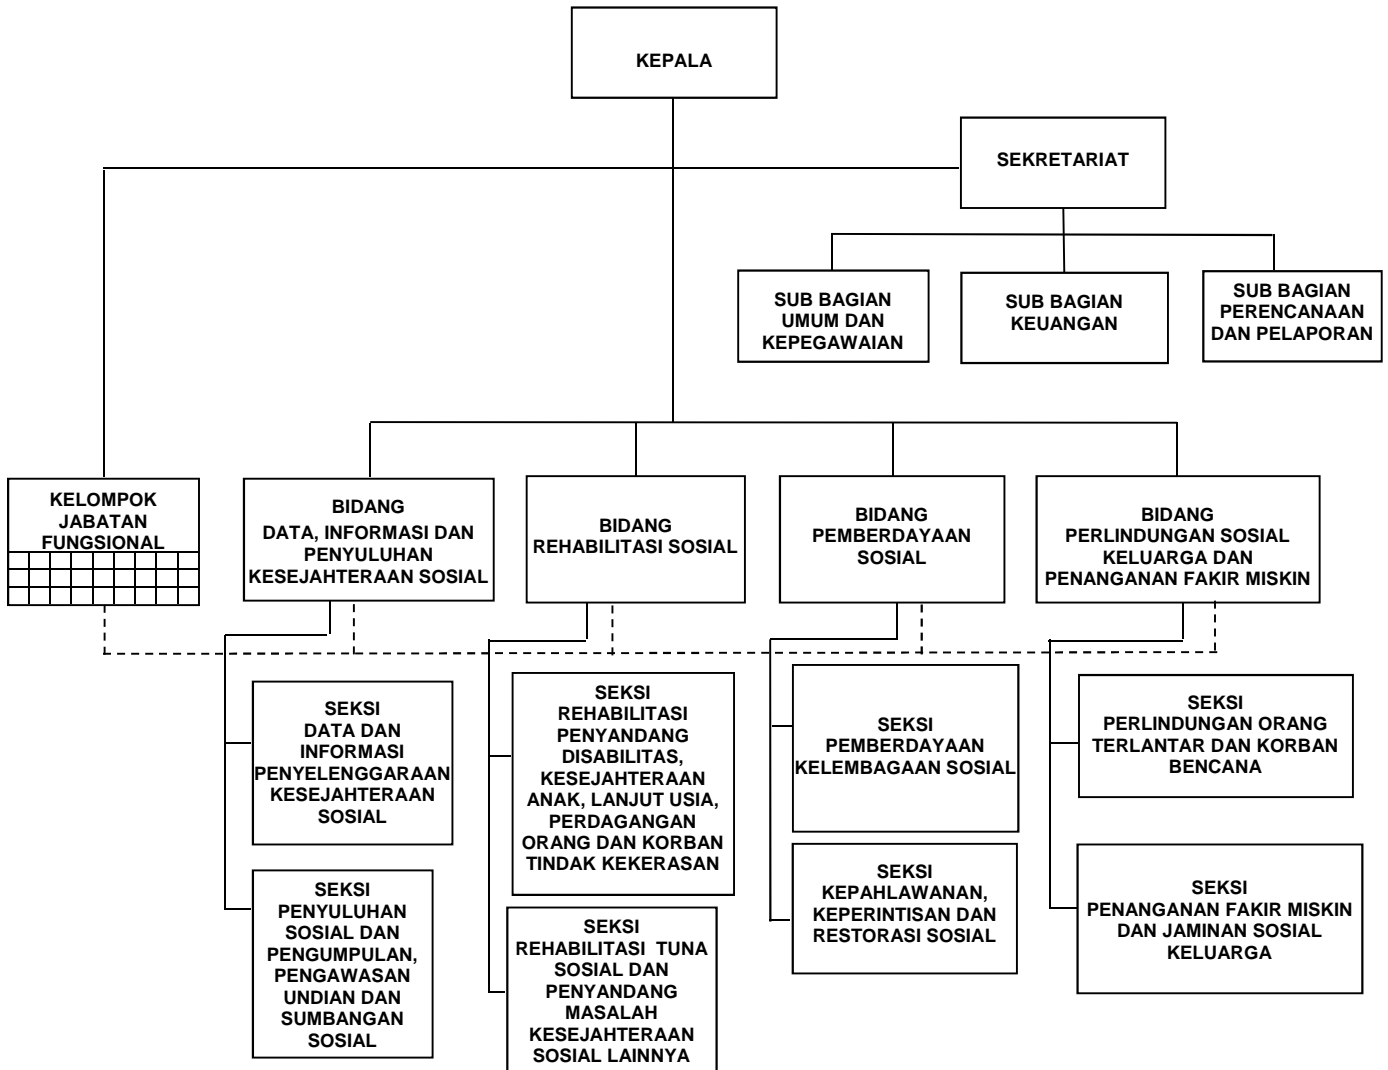 KEPALA
SEKRETARIAT
SUB BAGIAN
UMUM DAN
KEPEGAWAIAN
SUB BAGIAN
KEUANGAN
SUB BAGIAN
PERENCANAAN
DAN PELAPORAN
KELOMPOK
JABATAN
FUNGSIONAL
BIDANG
DATA, INFORMASI DAN
PENYULUHAN
KESEJAHTERAAN SOSIAL
BIDANG
REHABILITASI SOSIAL
BIDANG
PEMBERDAYAAN
SOSIAL
BIDANG
PERLINDUNGAN SOSIAL
KELUARGA DAN
PENANGANAN FAKIR MISKIN
SEKSI
DATA DAN
INFORMASI
PENYELENGGARAAN
KESEJAHTERAAN
SOSIAL
SEKSI
REHABILITASI
PENYANDANG
DISABILITAS,
KESEJAHTERAAN
ANAK, LANJUT USIA,
PERDAGANGAN
ORANG DAN KORBAN
TINDAK KEKERASAN
SEKSI
PEMBERDAYAAN
KELEMBAGAAN SOSIAL
SEKSI
PERLINDUNGAN ORANG
TERLANTAR DAN KORBAN
BENCANA
SEKSI
PENYULUHAN
SOSIAL DAN
PENGUMPULAN,
PENGAWASAN
UNDIAN DAN
SUMBANGAN
SOSIAL
SEKSI
REHABILITASI TUNA
SOSIAL DAN
PENYANDANG
MASALAH
KESEJAHTERAAN
SOSIAL LAINNYA
SEKSI
KEPAHLAWANAN,
KEPERINTISAN DAN
RESTORASI SOSIAL
SEKSI
PENANGANAN FAKIR MISKIN
DAN JAMINAN SOSIAL
KELUARGA